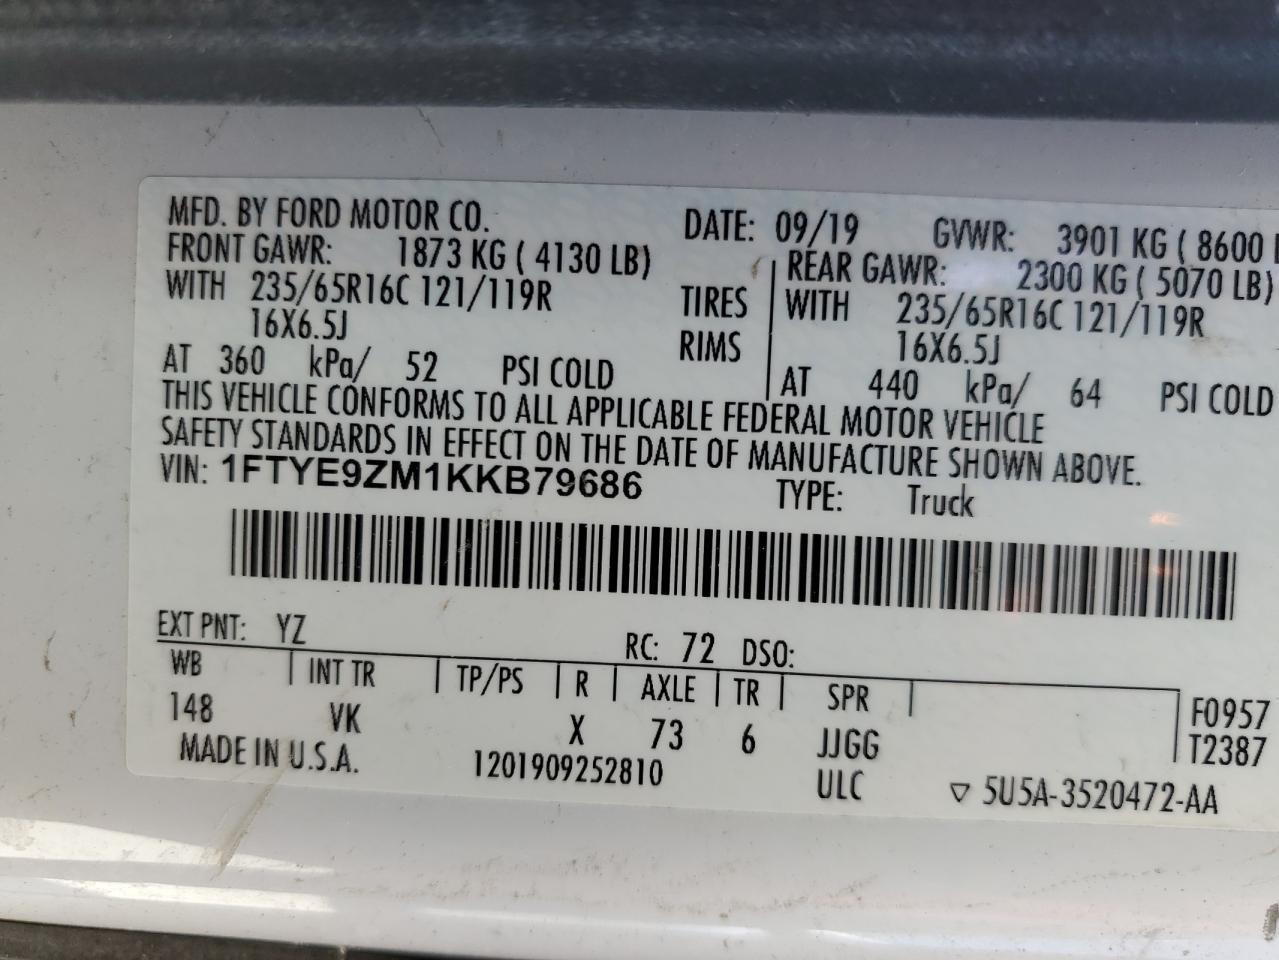 MFD. BY FORD MOTOR CO. DATE: 09/19 GVWR: 3901 KG ( 8600
FRONT GAWR: 1873 KG ( 4130 LB) REAR GAWR: 2300 KG ( 5070 LB)
WITH 235/65R16C 121/119R TIRES WITH 235/65R16C 121/119R
16X6.5J RIMS 16X6.5J
AT 360 kPa/ 52 PSI COLD AT 440 kPa/ 64 PSI COLD
THIS VEHICLE CONFORMS TO ALL APPLICABLE FEDERAL MOTOR VEHICLE
SAFETY STANDARDS IN EFFECT ON THE DATE OF MANUFACTURE SHOWN ABOVE.
VIN: 1FTYE9ZM1KKB79686 TYPE: Truck
EXT PNT: YZ RC: 72 DSO:
WB INT TR TP/PS R AXLE TR SPR F0957
148 VK X 73 6 JJGG T2387
MADE IN U.S.A. 1201909252810 ULC ▽ 5U5A-3520472-AA